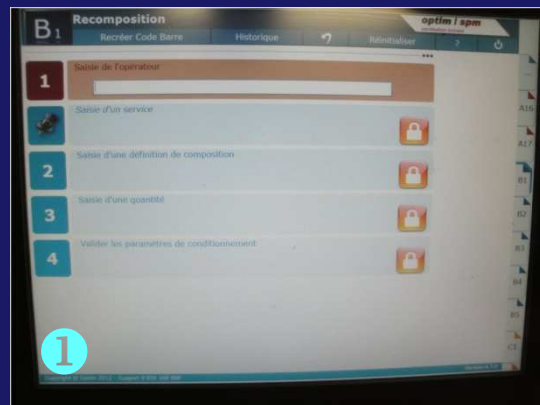 B1
Recomposition
optim | spm
Recréer Code Barre
Historique
Réinitialiser
?
1
Saisie de l'opérateur
Saisie d'un service
2
Saisie d'une définition de composition
3
Saisie d'une quantité
4
Valider les paramètres de conditionnement
A16
A17
B1
B2
B3
B4
B5
C1
1